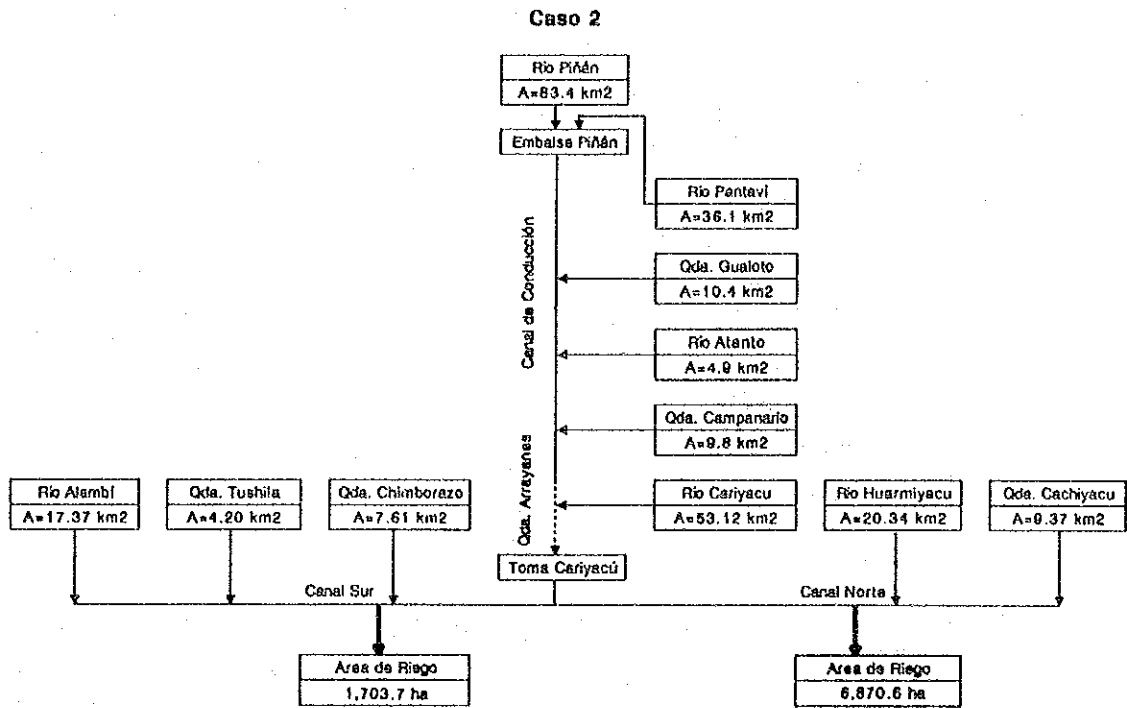 Caso 2
Río Piñán
A=83.4 km2
Embalse Piñán
Río Pantaví
A=36.1 km2
Canal de Conducción
Qda. Gualoto
A=10.4 km2
Río Atanto
A=4.9 km2
Qda. Campanario
A=9.8 km2
Qda. Arrayanes
Río Alambí
A=17.37 km2
Qda. Tushila
A=4.20 km2
Qda. Chimborazo
A=7.61 km2
Río Cariyacu
A=53.12 km2
Río Huarmiyacu
A=20.34 km2
Qda. Cachiyacu
A=9.37 km2
Toma Cariyacú
Canal Sur
Canal Norte
Area de Riego
1,703.7 ha
Area de Riego
6,870.6 ha